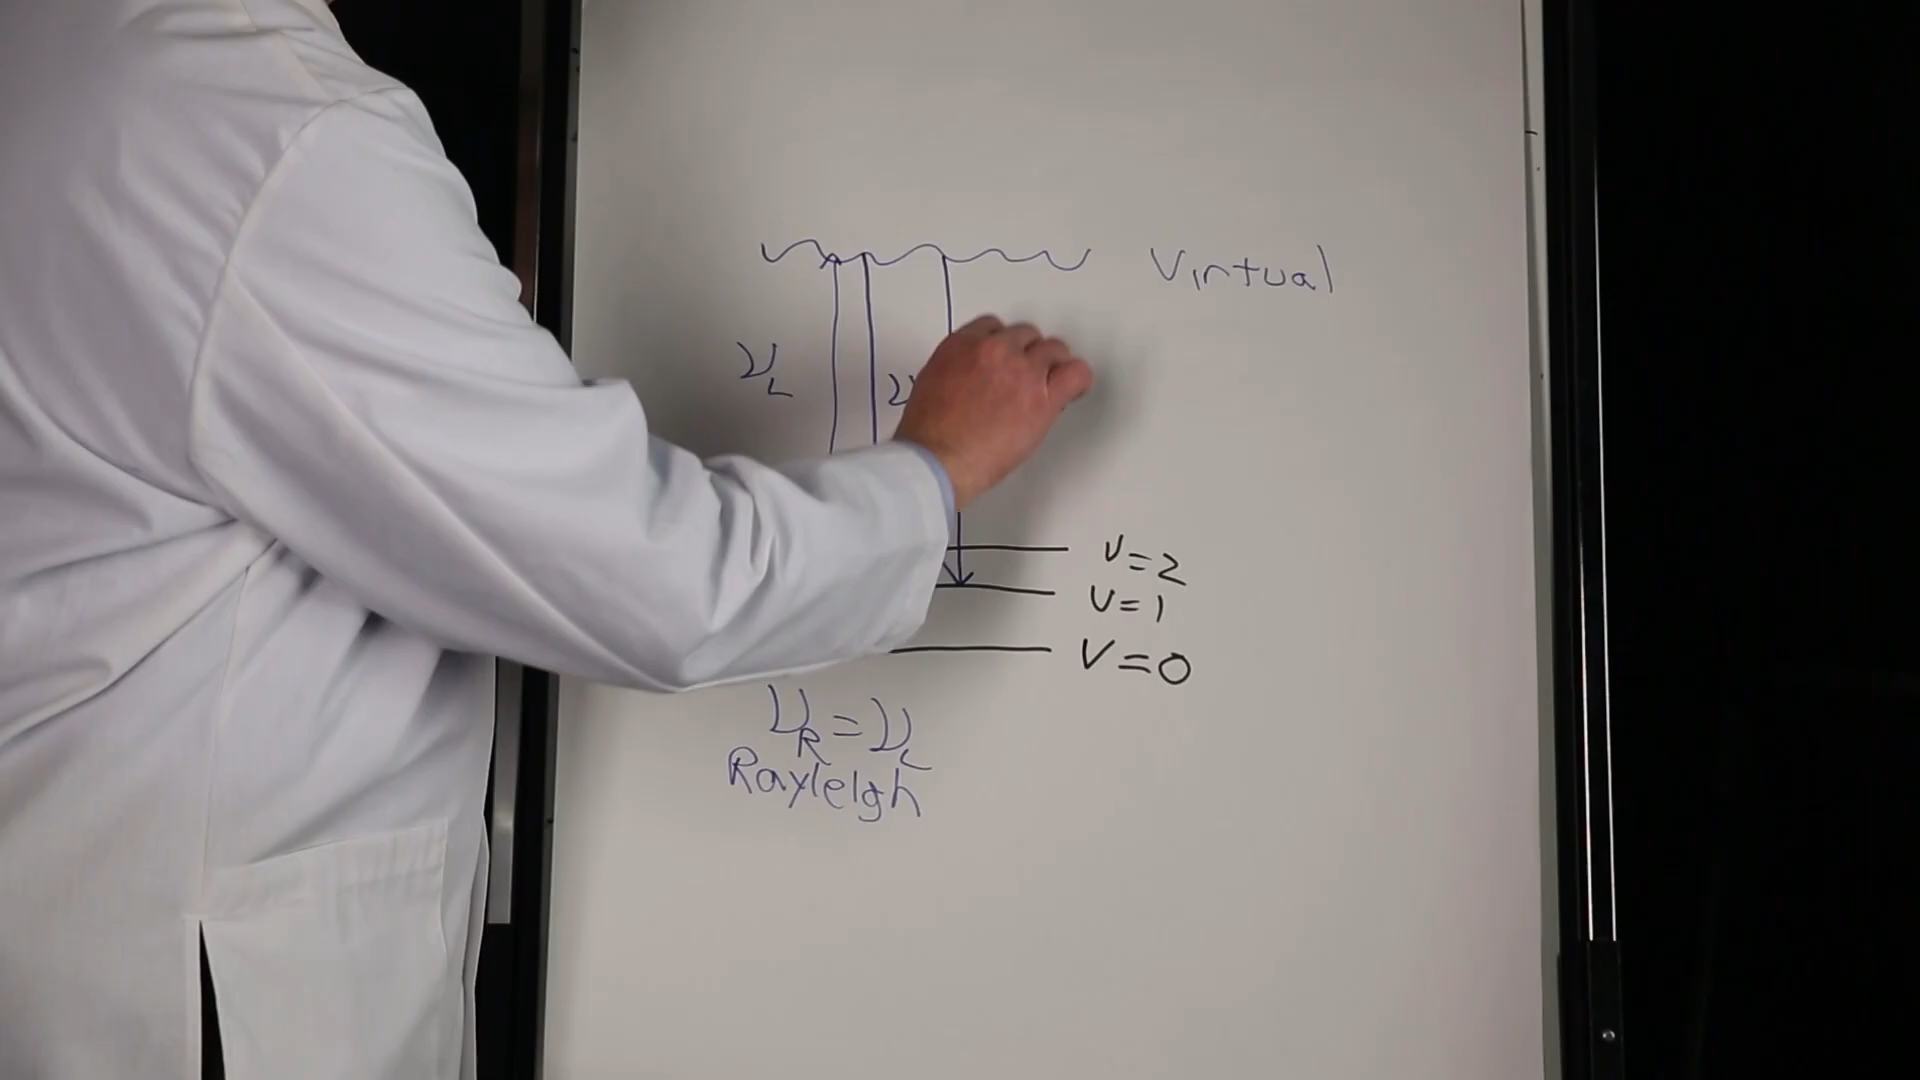 Virtual
ν_L
ν
v=2
v=1
v=0
ν_R=ν_L
Rayleigh